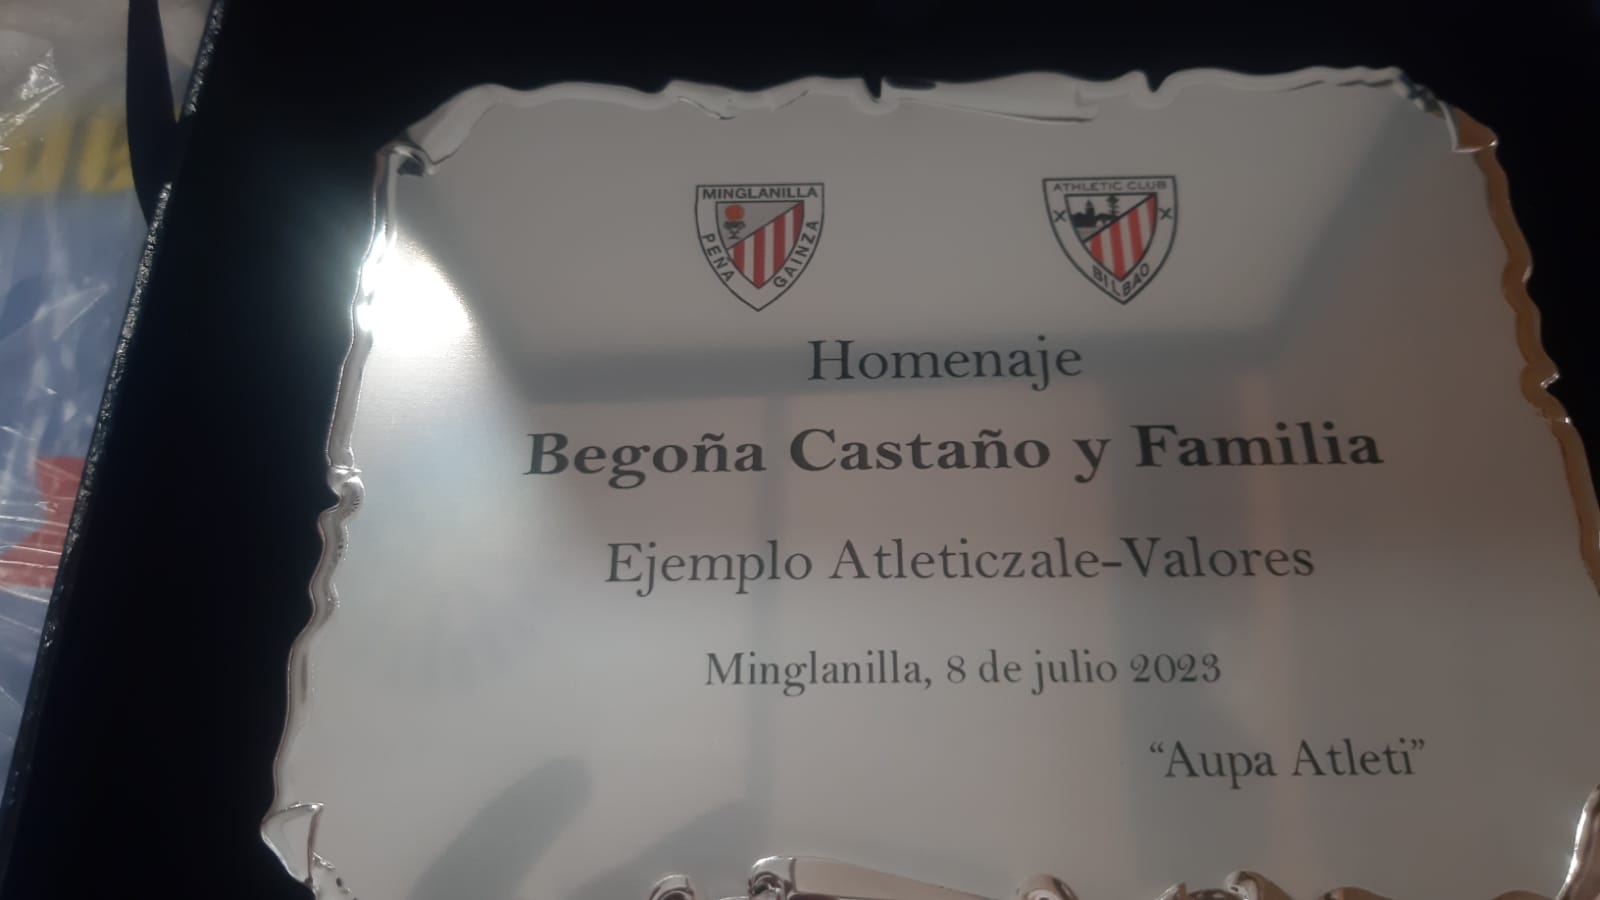 MINGLANILLA
PEÑA GAINZA
ATHLETIC CLUB
BILBAO
Homenaje
Begoña Castaño y Familia
Ejemplo Atleticzale-Valores
Minglanilla, 8 de julio 2023
“Aupa Atleti”